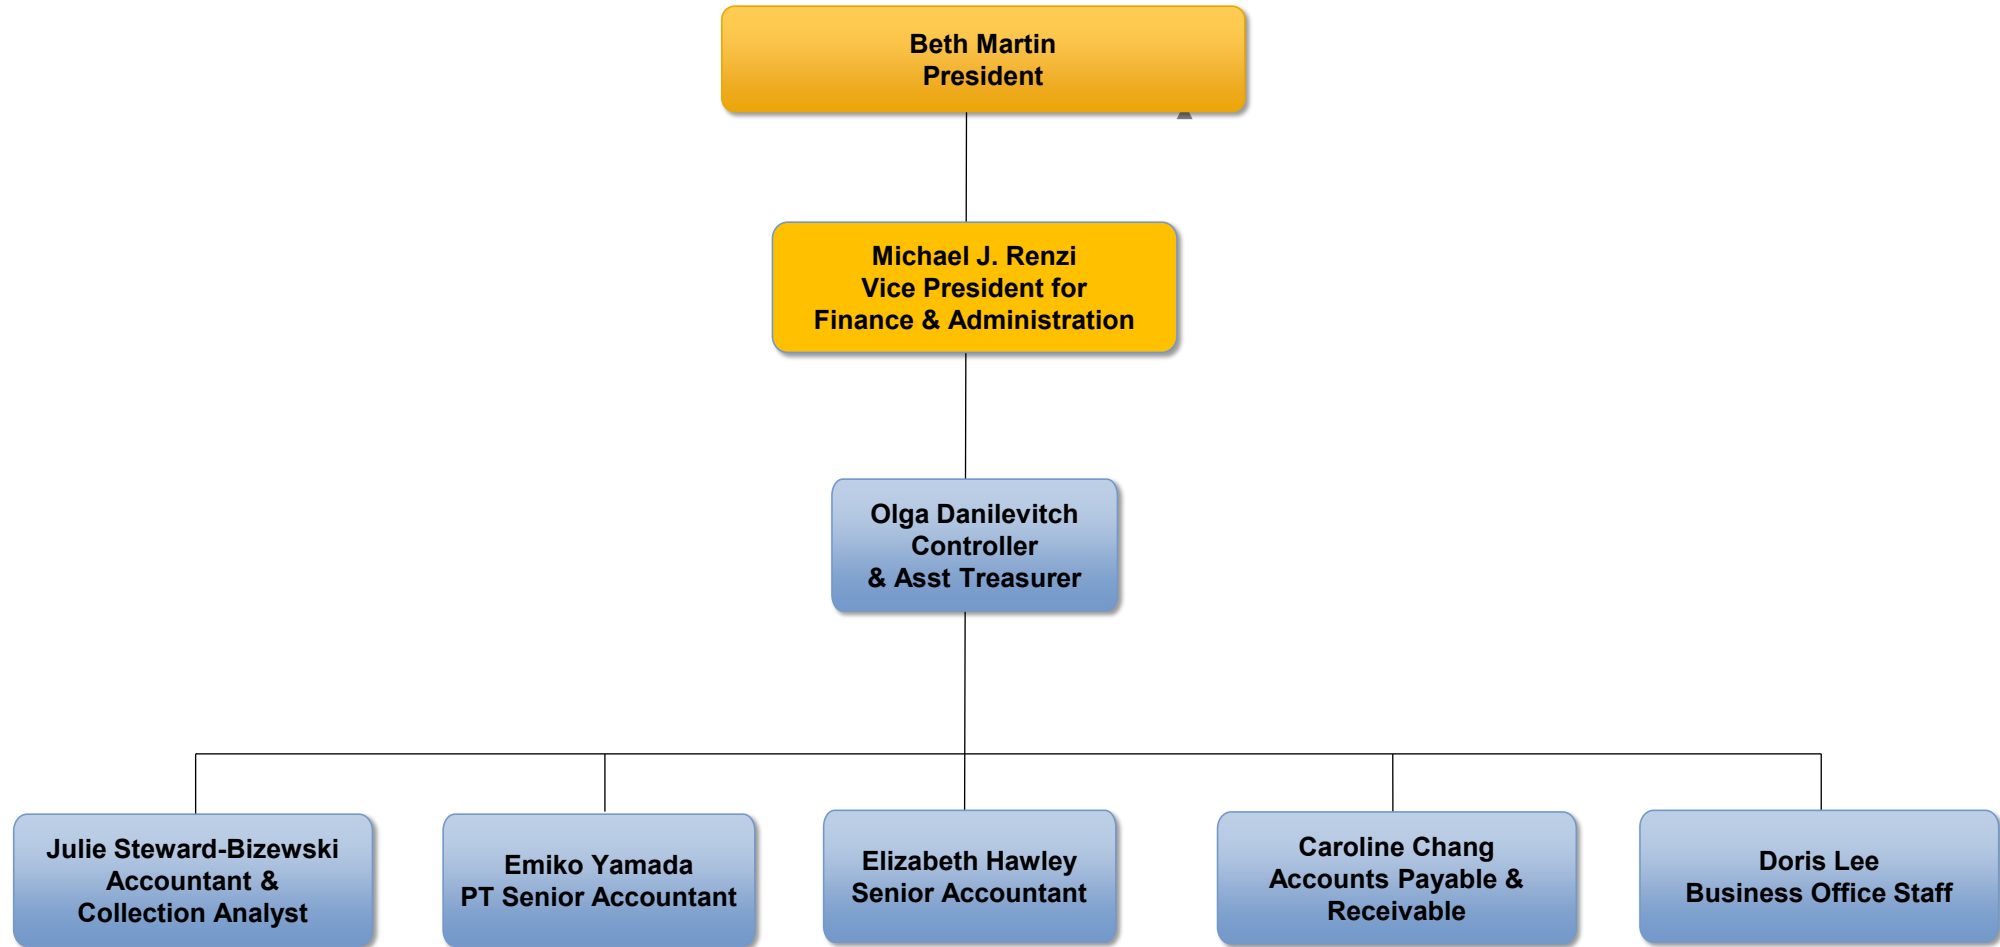 Beth Martin
President
Michael J. Renzi
Vice President for
Finance & Administration
Olga Danilevitch
Controller
& Asst Treasurer
Julie Steward-Bizewski
Accountant &
Collection Analyst
Emiko Yamada
PT Senior Accountant
Elizabeth Hawley
Senior Accountant
Caroline Chang
Accounts Payable &
Receivable
Doris Lee
Business Office Staff